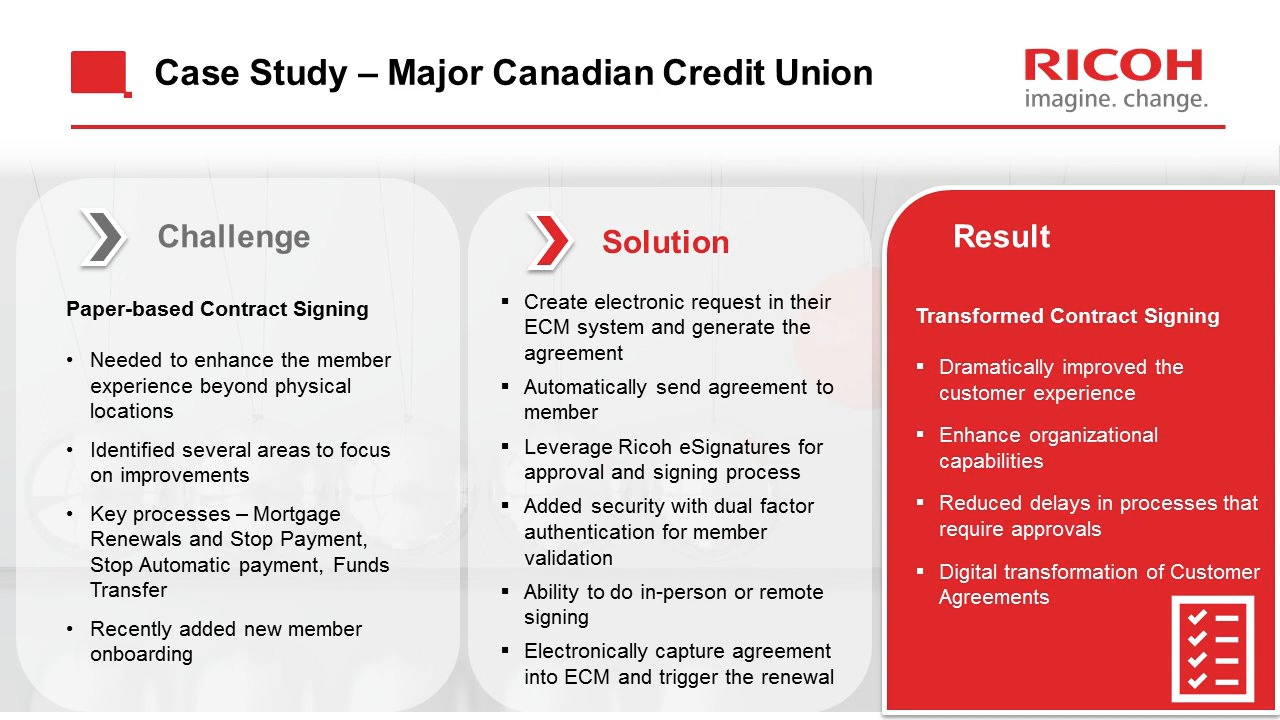 Case Study – Major Canadian Credit Union
RICOH
imagine. change.
Challenge
Paper-based Contract Signing
• Needed to enhance the member
experience beyond physical
locations
• Identified several areas to focus
on improvements
• Key processes – Mortgage
Renewals and Stop Payment,
Stop Automatic payment, Funds
Transfer
• Recently added new member
onboarding
Solution
▪ Create electronic request in their
ECM system and generate the
agreement
▪ Automatically send agreement to
member
▪ Leverage Ricoh eSignatures for
approval and signing process
▪ Added security with dual factor
authentication for member
validation
▪ Ability to do in-person or remote
signing
▪ Electronically capture agreement
into ECM and trigger the renewal
Result
Transformed Contract Signing
▪ Dramatically improved the
customer experience
▪ Enhance organizational
capabilities
▪ Reduced delays in processes that
require approvals
▪ Digital transformation of Customer
Agreements